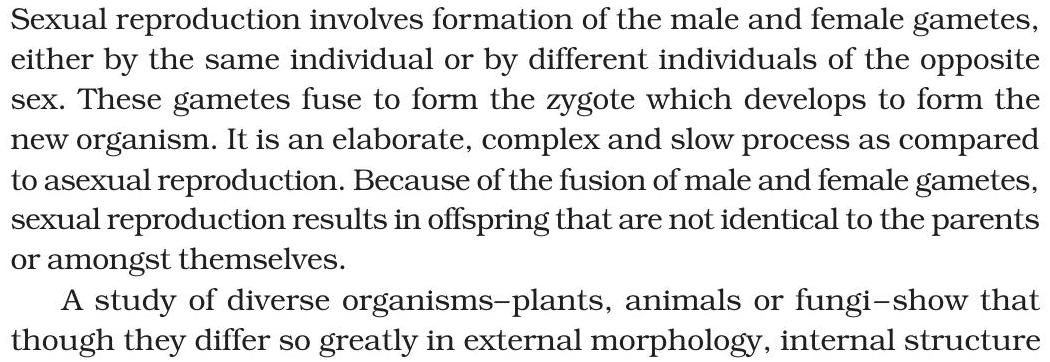 Sexual reproduction involves formation of the male and female gametes,
either by the same individual or by different individuals of the opposite
sex. These gametes fuse to form the zygote which develops to form the
new organism. It is an elaborate, complex and slow process as compared
to asexual reproduction. Because of the fusion of male and female gametes,
sexual reproduction results in offspring that are not identical to the parents
or amongst themselves.
A study of diverse organisms–plants, animals or fungi–show that
though they differ so greatly in external morphology, internal structure